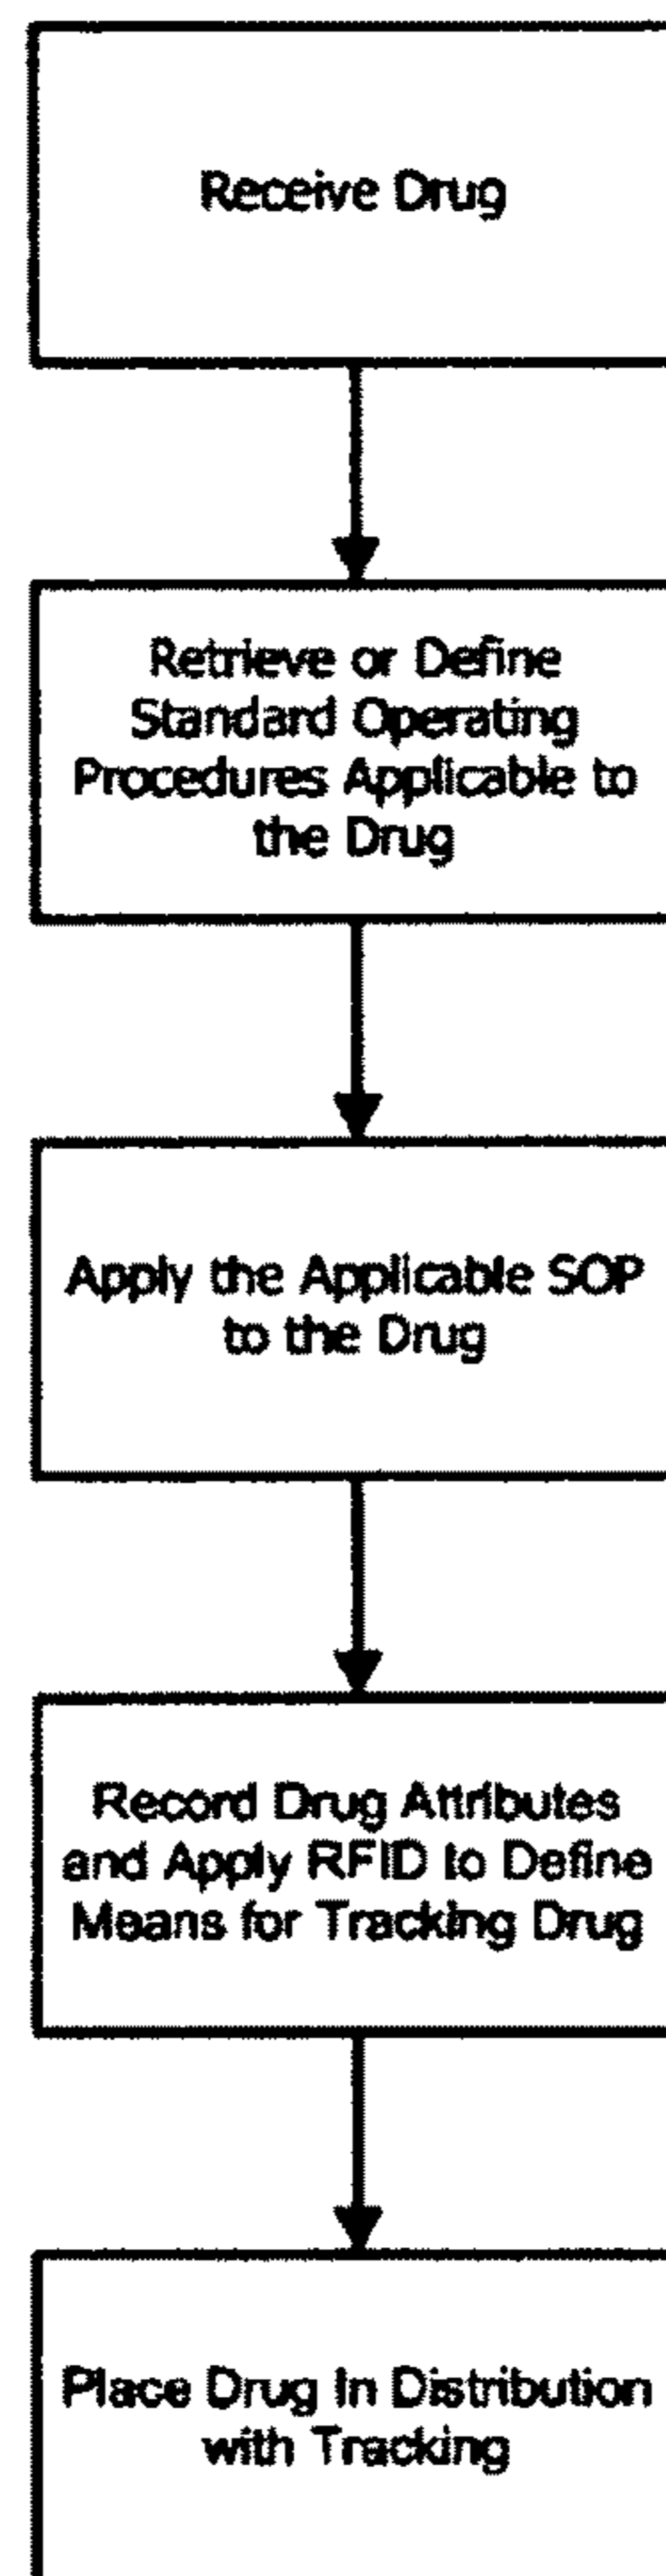 Receive Drug
Retrieve or Define
Standard Operating
Procedures Applicable to
the Drug
Apply the Applicable SOP
to the Drug
Record Drug Attributes
and Apply RFID to Define
Means for Tracking Drug
Place Drug In Distribution
with Tracking